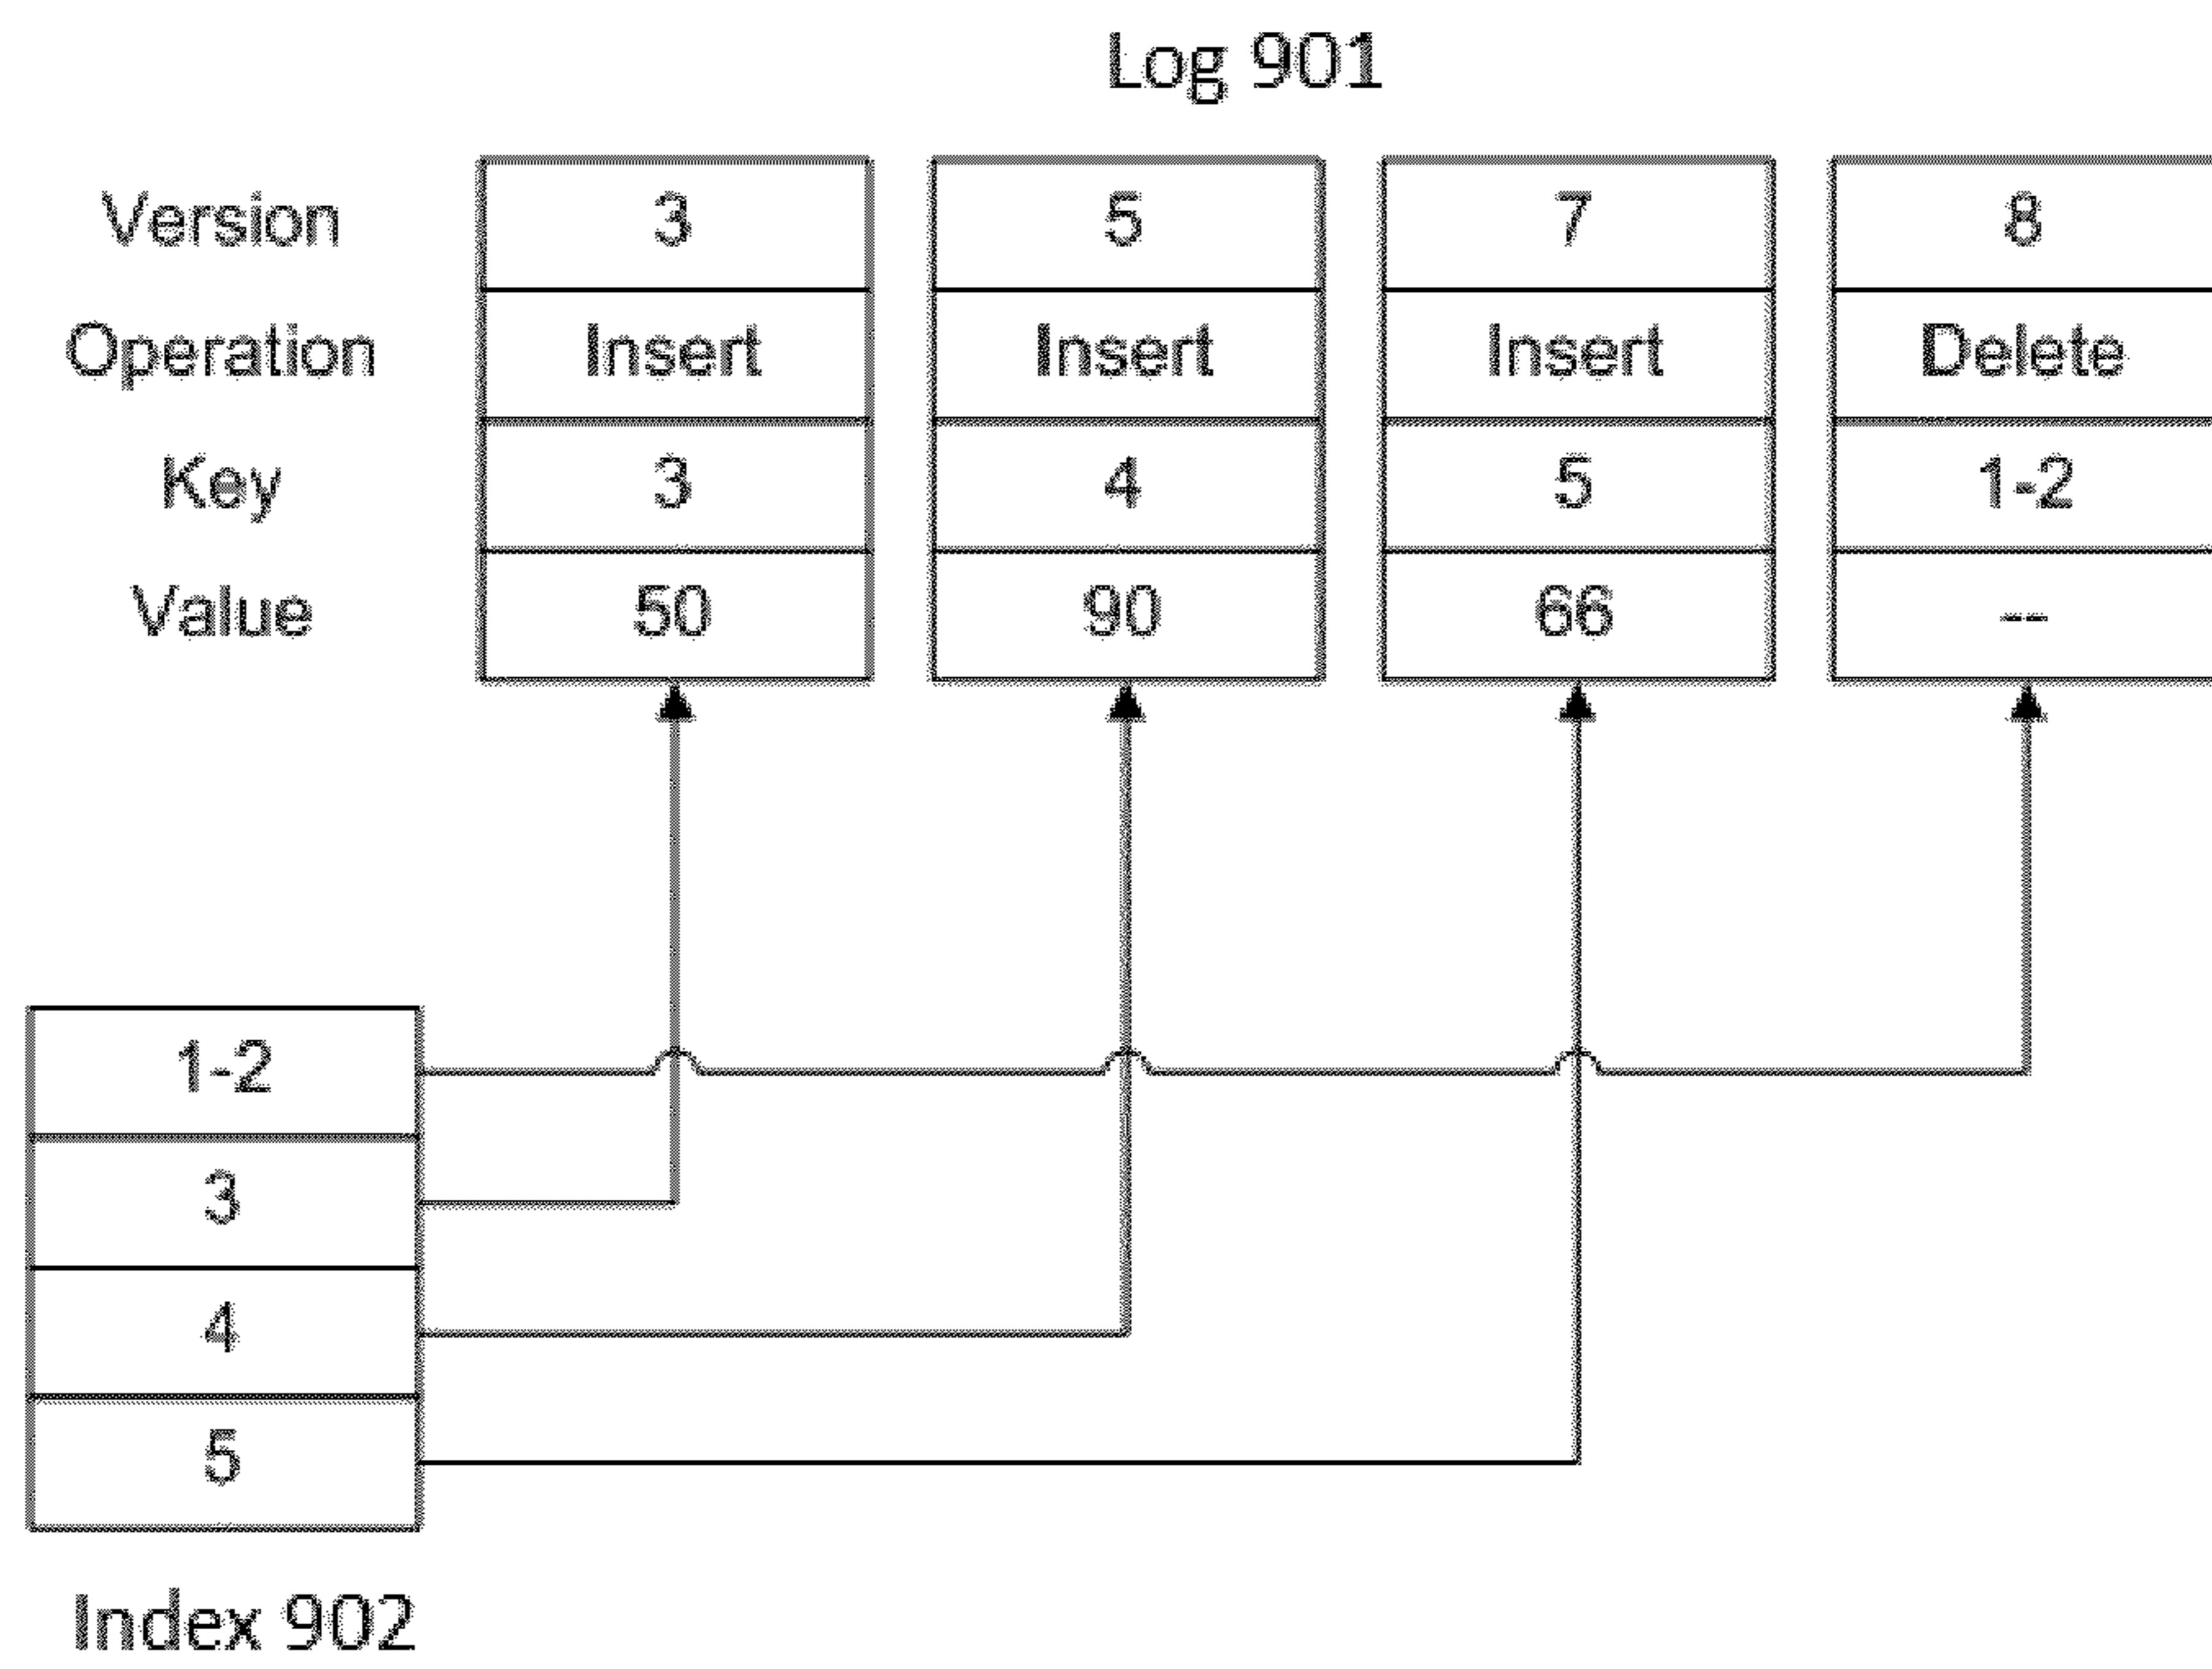 Log 901
Version 3 5 7 8
Operation Insert Insert Insert Delete
Key 3 4 5 1-2
Value 50 90 66 --
1-2
3
4
5
Index 902